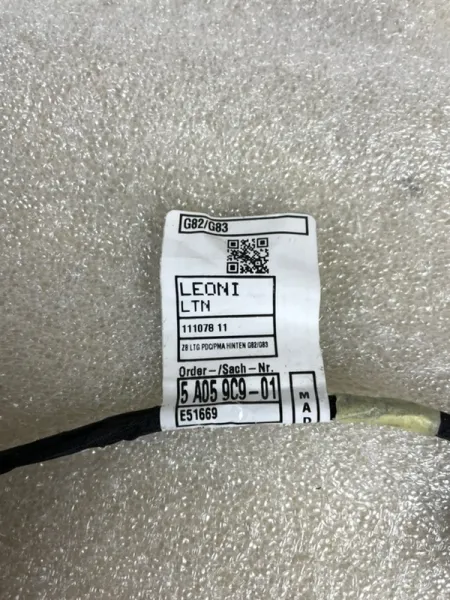 G82/G83
LEONI
LTN
111078 11
ZB LTG PDC/PMA HINTEN G82/G83
Order-/Sach-Nr.
5 A05 9C9-01
E51669